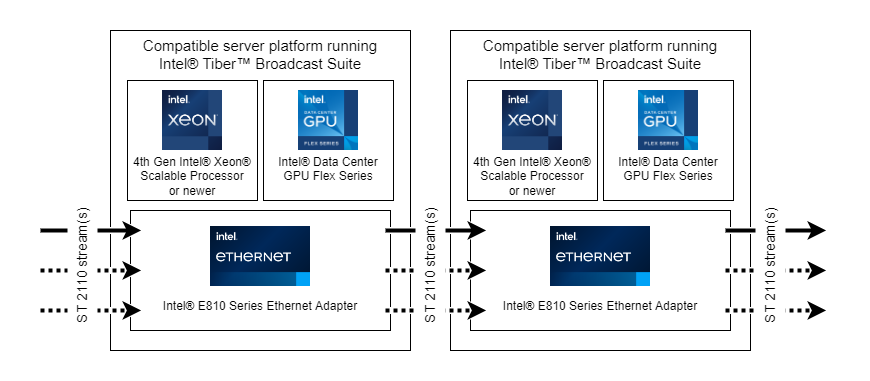 Compatible server platform running
Intel® Tiber™ Broadcast Suite
intel.
xeon
4th Gen Intel® Xeon®
Scalable Processor
or newer
intel.
DATA CENTER
GPU
FLEX SERIES
Intel® Data Center
GPU Flex Series
intel.
ETHERNET
Intel® E810 Series Ethernet Adapter
Compatible server platform running
Intel® Tiber™ Broadcast Suite
intel.
xeon
4th Gen Intel® Xeon®
Scalable Processor
or newer
intel.
DATA CENTER
GPU
FLEX SERIES
Intel® Data Center
GPU Flex Series
intel.
ETHERNET
Intel® E810 Series Ethernet Adapter
ST 2110 stream(s)
ST 2110 stream(s)
ST 2110 stream(s)